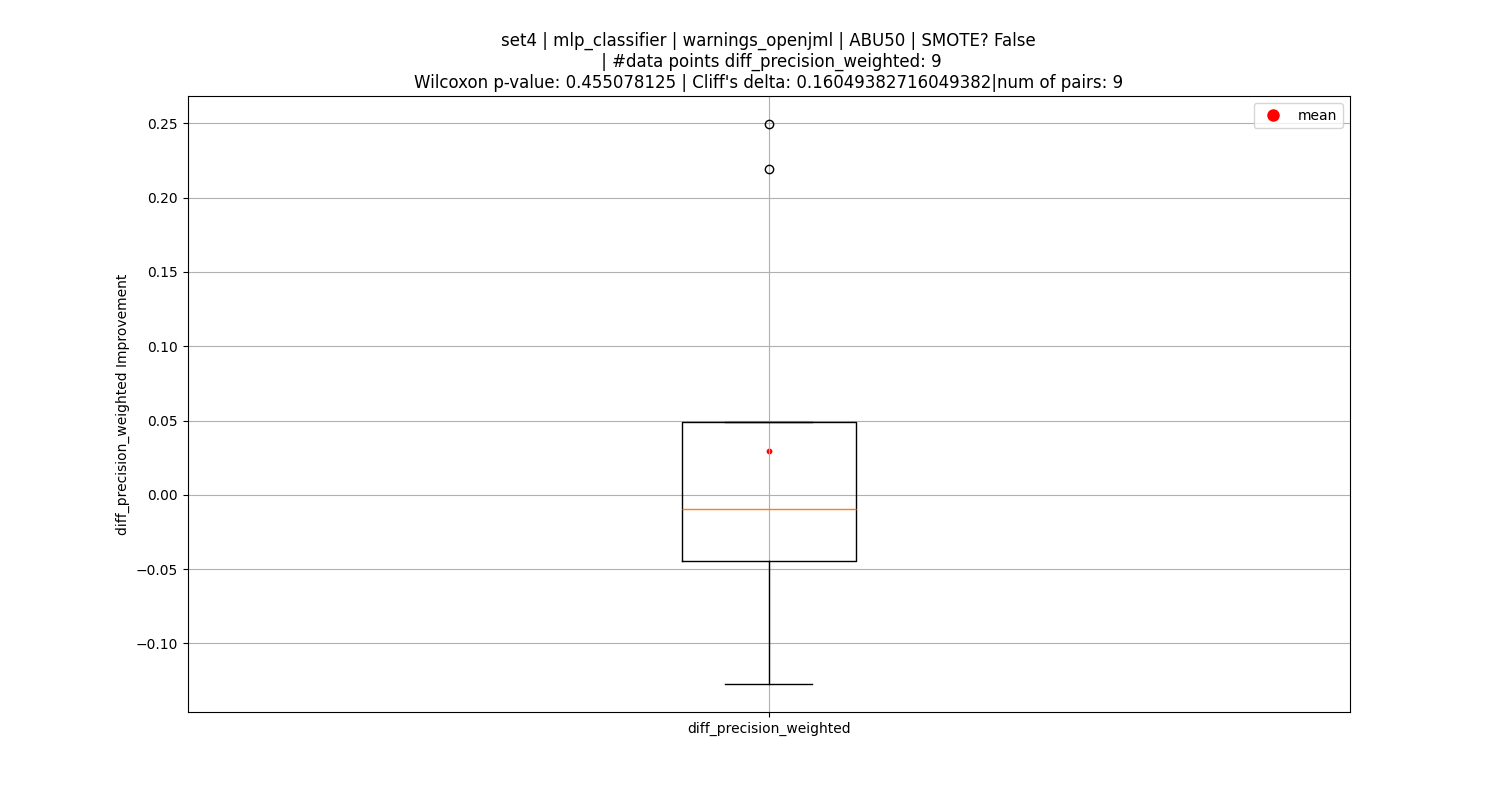 set4 | mlp_classifier | warnings_openjml | ABU50 | SMOTE? False
| #data points diff_precision_weighted: 9
Wilcoxon p-value: 0.455078125 | Cliff's delta: 0.16049382716049382|num of pairs: 9
mean
0.25
0.20
0.15
0.10
0.05
0.00
−0.05
−0.10
diff_precision_weighted Improvement
diff_precision_weighted